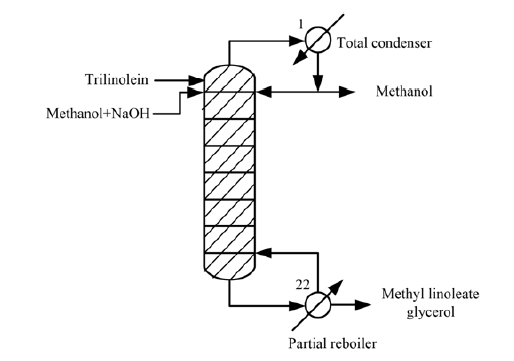 1
Total condenser
Trilinolein
Methanol
Methanol+NaOH
22
Methyl linoleate
glycerol
Partial reboiler